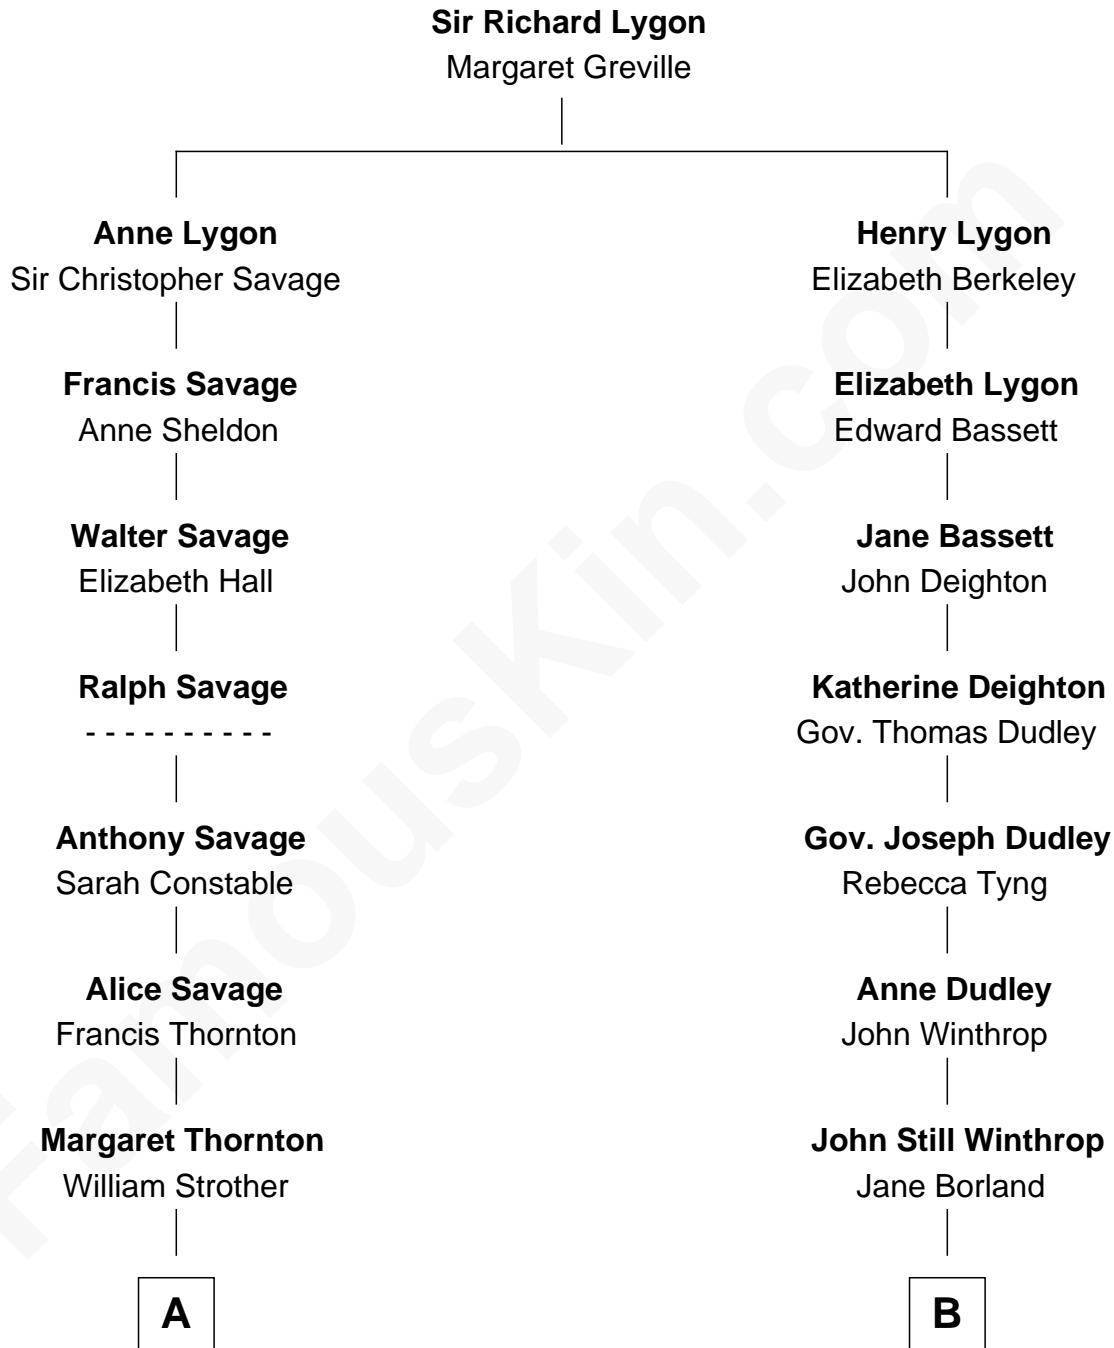 Sir Richard Lygon
Margaret Greville
Anne Lygon
Sir Christopher Savage
Henry Lygon
Elizabeth Berkeley
Francis Savage
Anne Sheldon
Elizabeth Lygon
Edward Bassett
Walter Savage
Elizabeth Hall
Jane Bassett
John Deighton
Ralph Savage
- - - - - - - - - -
Katherine Deighton
Gov. Thomas Dudley
Anthony Savage
Sarah Constable
Gov. Joseph Dudley
Rebecca Tyng
Alice Savage
Francis Thornton
Anne Dudley
John Winthrop
Margaret Thornton
William Strother
John Still Winthrop
Jane Borland
A
B
FamousKin.com